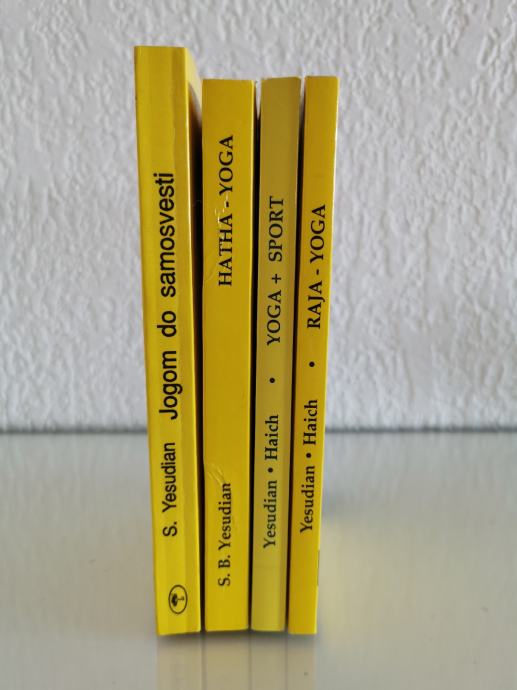 S. Yesudian Jogom do samosvesti
S. B. Yesudian HATHA - YOGA
Yesudian • Haich • YOGA + SPORT
Yesudian • Haich • RAJA - YOGA